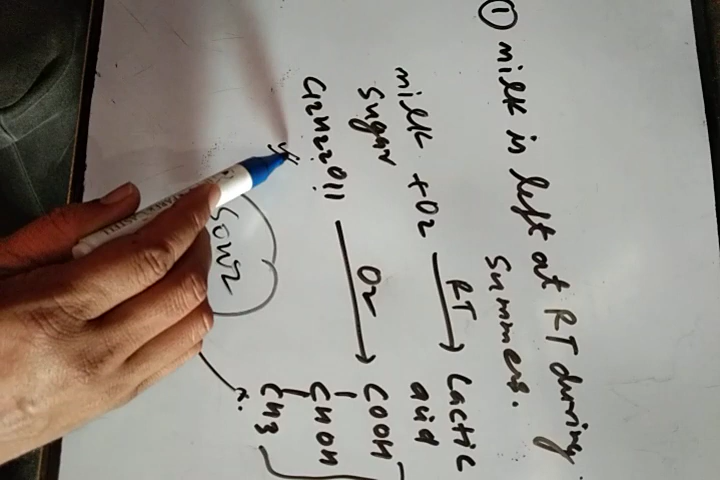 ① milk is left at RT during
summers.
milk + O2 RT Lactic
sugar acid
C12H22O11 O2 COOH
CHOH
CH3
sour